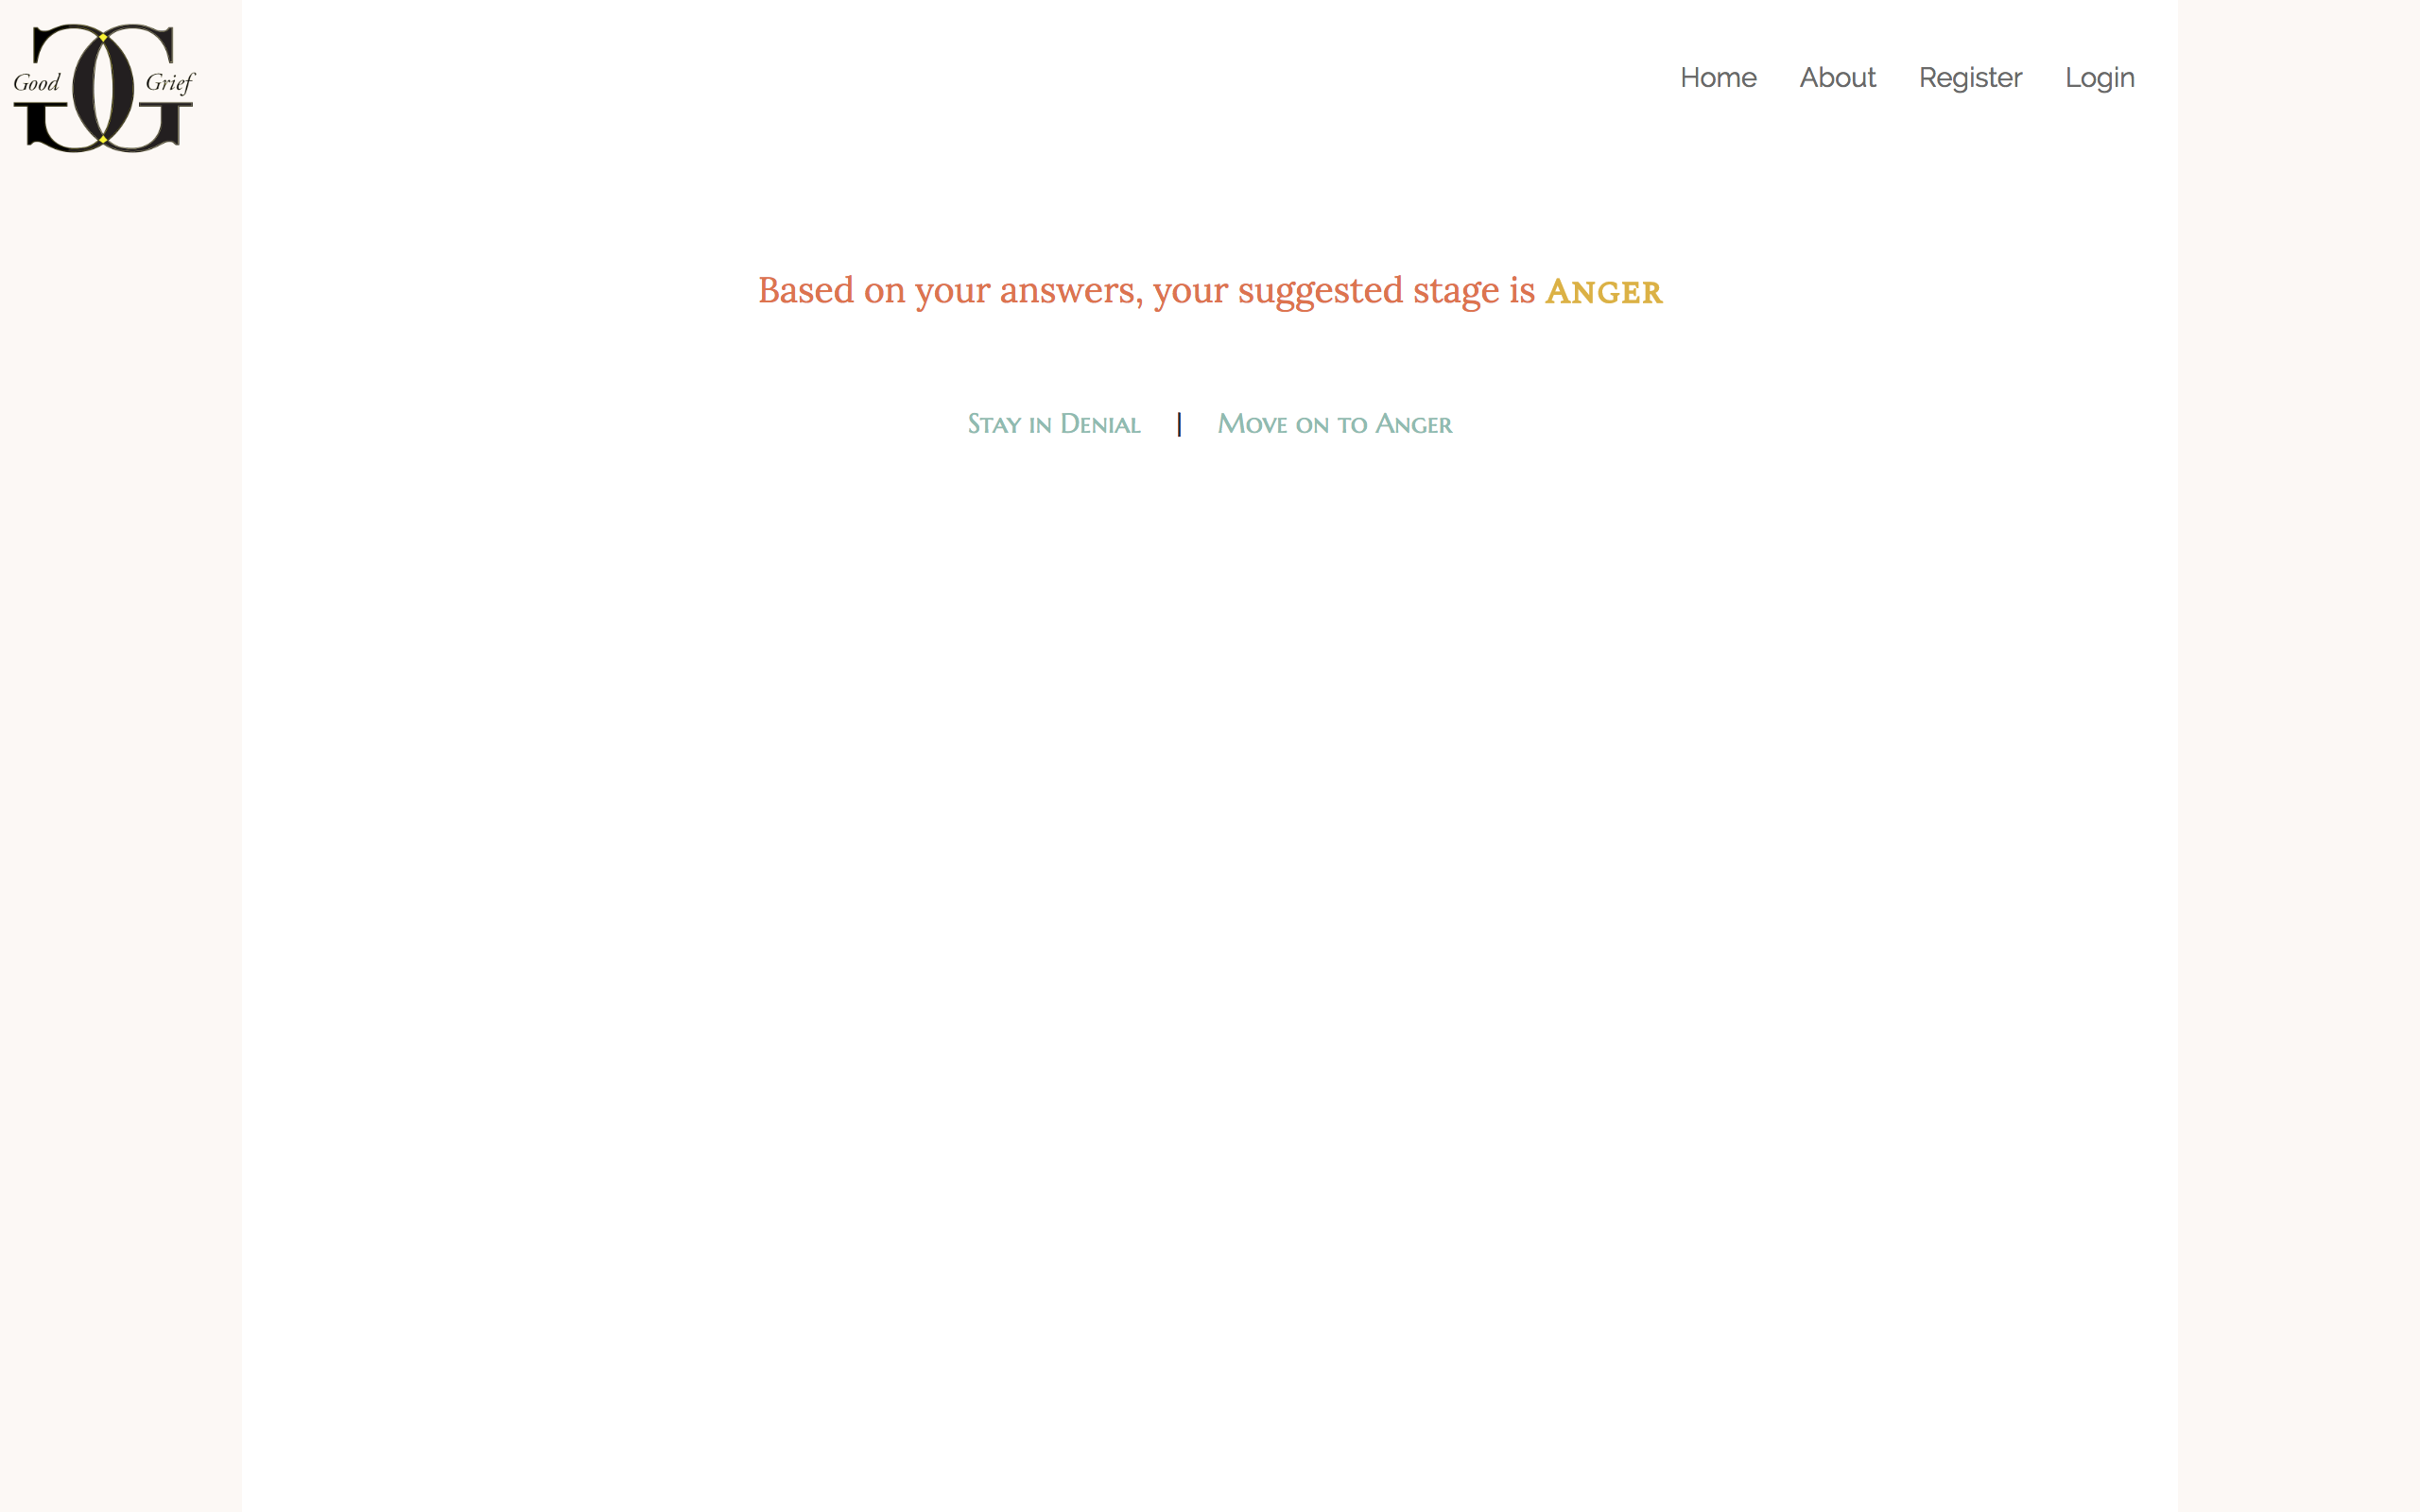 Good Grief
Home About Register Login
Based on your answers, your suggested stage is ANGER
STAY IN DENIAL | MOVE ON TO ANGER